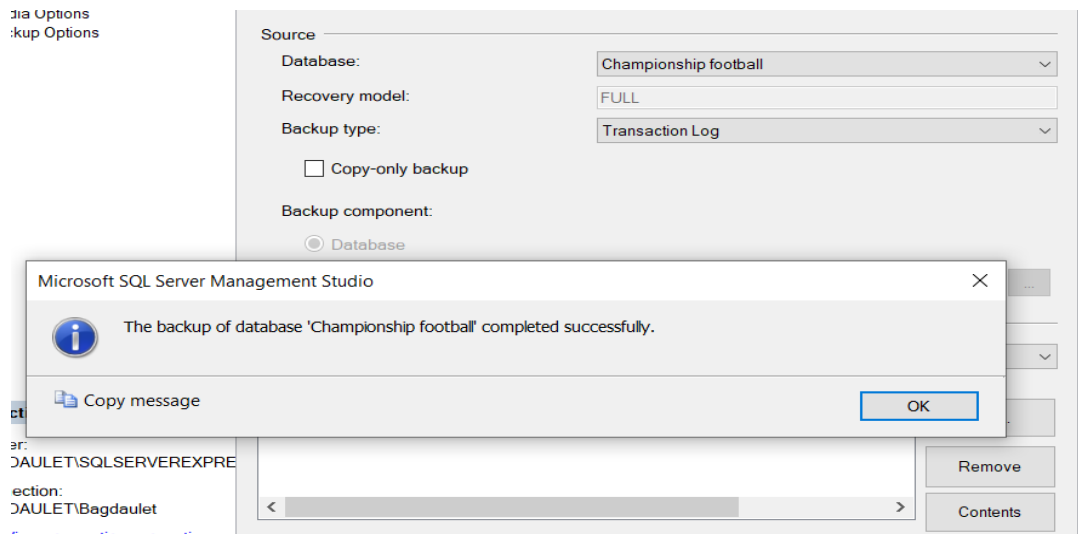 dia Options
kup Options
Source
Database:
Championship football
Recovery model:
FULL
Backup type:
Transaction Log
Copy-only backup
Backup component:
Database
...
Microsoft SQL Server Management Studio
The backup of database 'Championship football' completed successfully.
Copy message
OK
cti
er:
DAULET\SQLSERVEREXPRE
Remove
ection:
DAULET\Bagdaulet
Contents